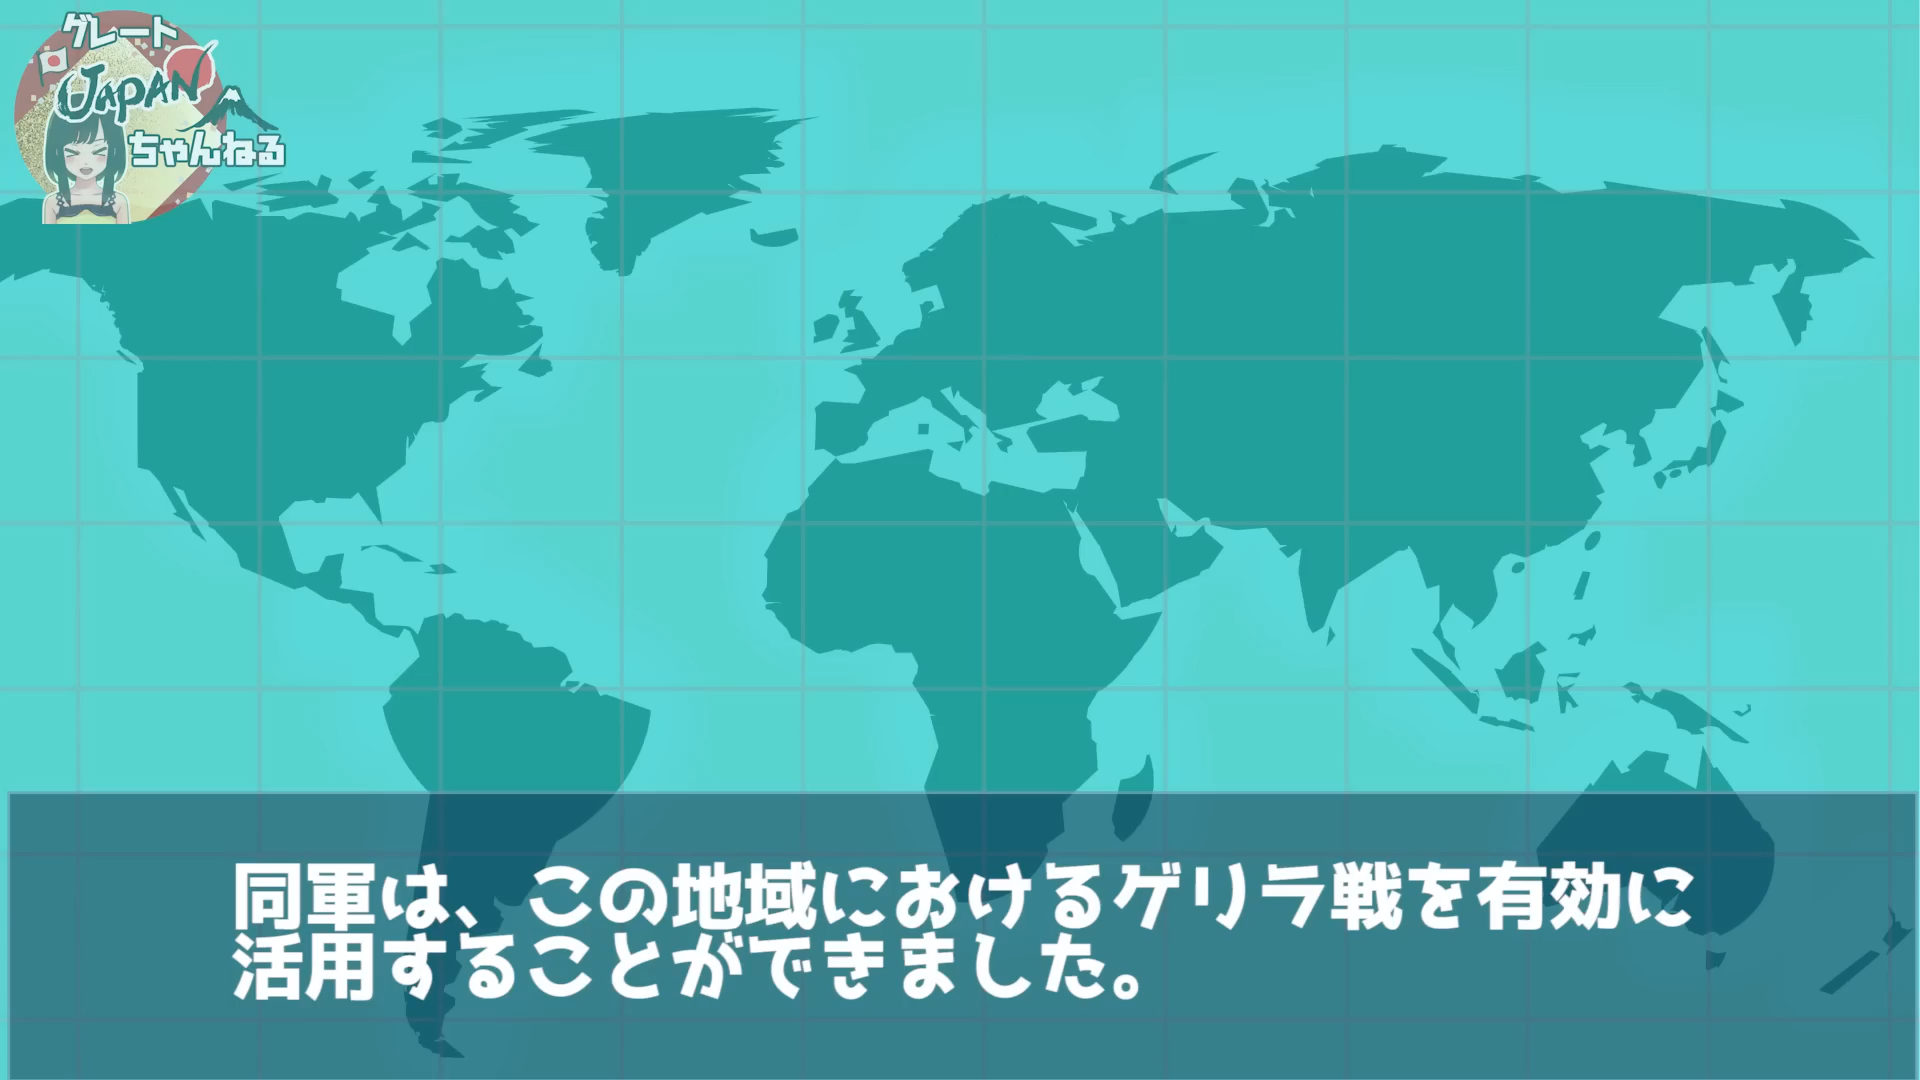 グレート
JAPAN
ちゃんねる
同軍は、この地域におけるゲリラ戦を有効に
活用することができました。